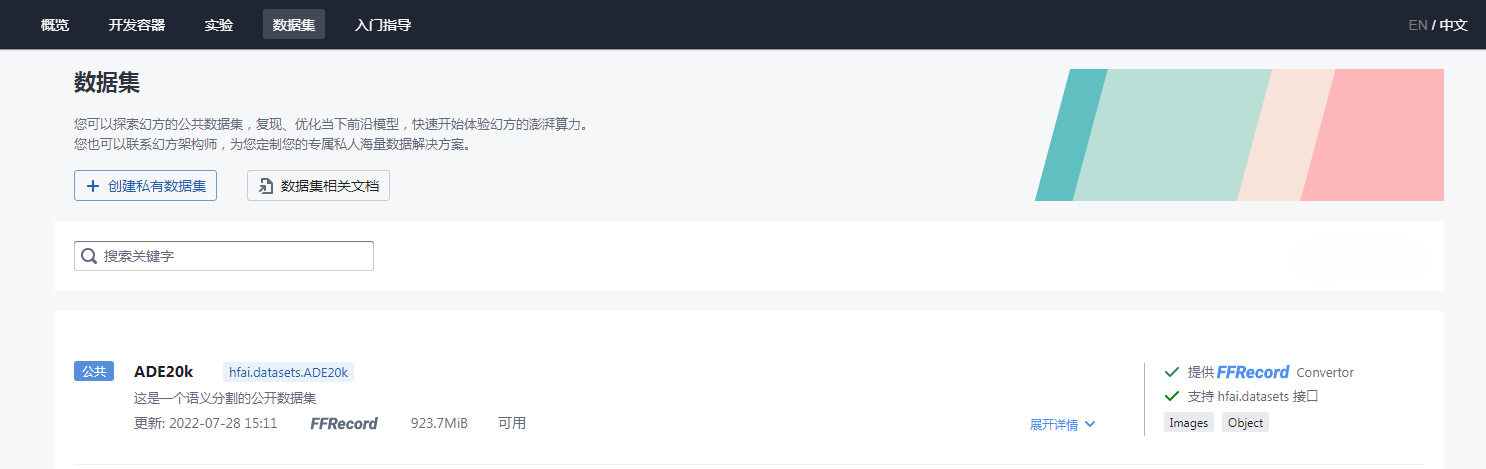 概览 开发容器 实验 数据集 入门指导 EN / 中文
数据集
您可以探索幻方的公共数据集，复现、优化当下前沿模型，快速开始体验幻方的澎湃算力。
您也可以联系幻方架构师，为您定制您的专属私人海量数据解决方案。
创建私有数据集 数据集相关文档
搜索关键字
公共 ADE20k hfai.datasets.ADE20k
这是一个语义分割的公开数据集
更新: 2022-07-28 15:11 FFRecord 923.7MiB 可用 展开详情
提供 FFRecord Convertor
支持 hfai.datasets 接口
Images Object